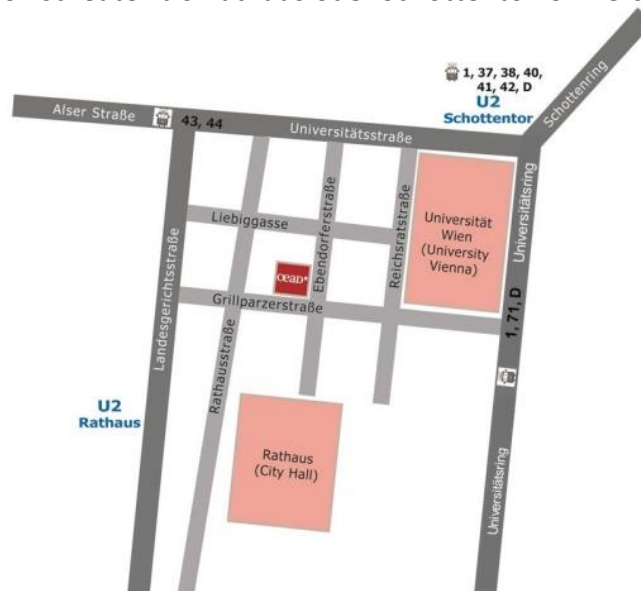 1, 37, 38, 40,
41, 42, D
U2
Schottentor
Schottenring
Alser Straße
43, 44
Universitätsstraße
Liebiggasse
Ebendorferstraße
Reichsratstraße
Universität
Wien
(University
Vienna)
Universitätsring
Landesgerichtsstraße
OeAD
Grillparzerstraße
1, 71, D
Rathausstraße
U2
Rathaus
Rathaus
(City Hall)
Universitätsring